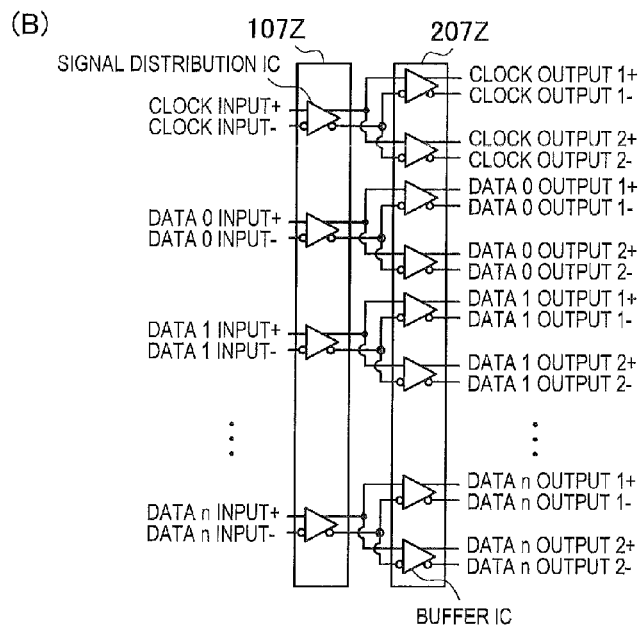 (B)
107Z
207Z
SIGNAL DISTRIBUTION IC
CLOCK INPUT+
CLOCK INPUT-
CLOCK OUTPUT 1+
CLOCK OUTPUT 1-
CLOCK OUTPUT 2+
CLOCK OUTPUT 2-
DATA 0 INPUT+
DATA 0 INPUT-
DATA 0 OUTPUT 1+
DATA 0 OUTPUT 1-
DATA 0 OUTPUT 2+
DATA 0 OUTPUT 2-
DATA 1 INPUT+
DATA 1 INPUT-
DATA 1 OUTPUT 1+
DATA 1 OUTPUT 1-
DATA 1 OUTPUT 2+
DATA 1 OUTPUT 2-
DATA n INPUT+
DATA n INPUT-
DATA n OUTPUT 1+
DATA n OUTPUT 1-
DATA n OUTPUT 2+
DATA n OUTPUT 2-
BUFFER IC